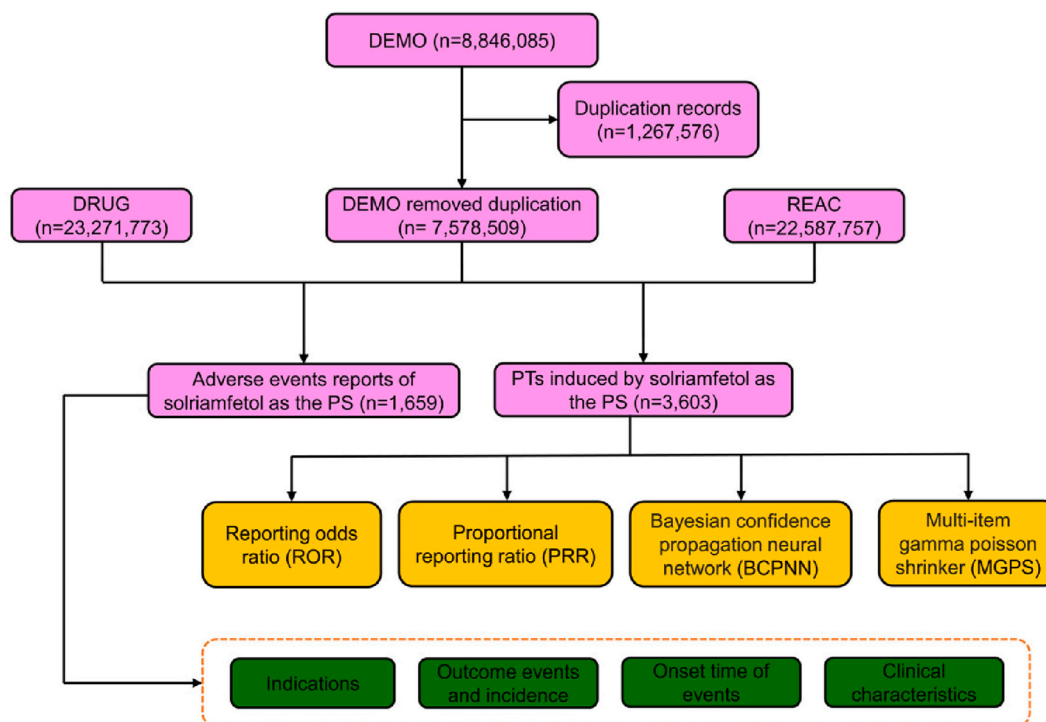 DEMO (n=8,846,085)
Duplication records
(n=1,267,576)
DRUG
(n=23,271,773)
DEMO removed duplication
(n= 7,578,509)
REAC
(n=22,587,757)
Adverse events reports of
solriamfetol as the PS (n=1,659)
PTs induced by solriamfetol as
the PS (n=3,603)
Reporting odds
ratio (ROR)
Proportional
reporting ratio (PRR)
Bayesian confidence
propagation neural
network (BCPNN)
Multi-item
gamma poisson
shrinker (MGPS)
Indications
Outcome events
and incidence
Onset time of
events
Clinical
characteristics